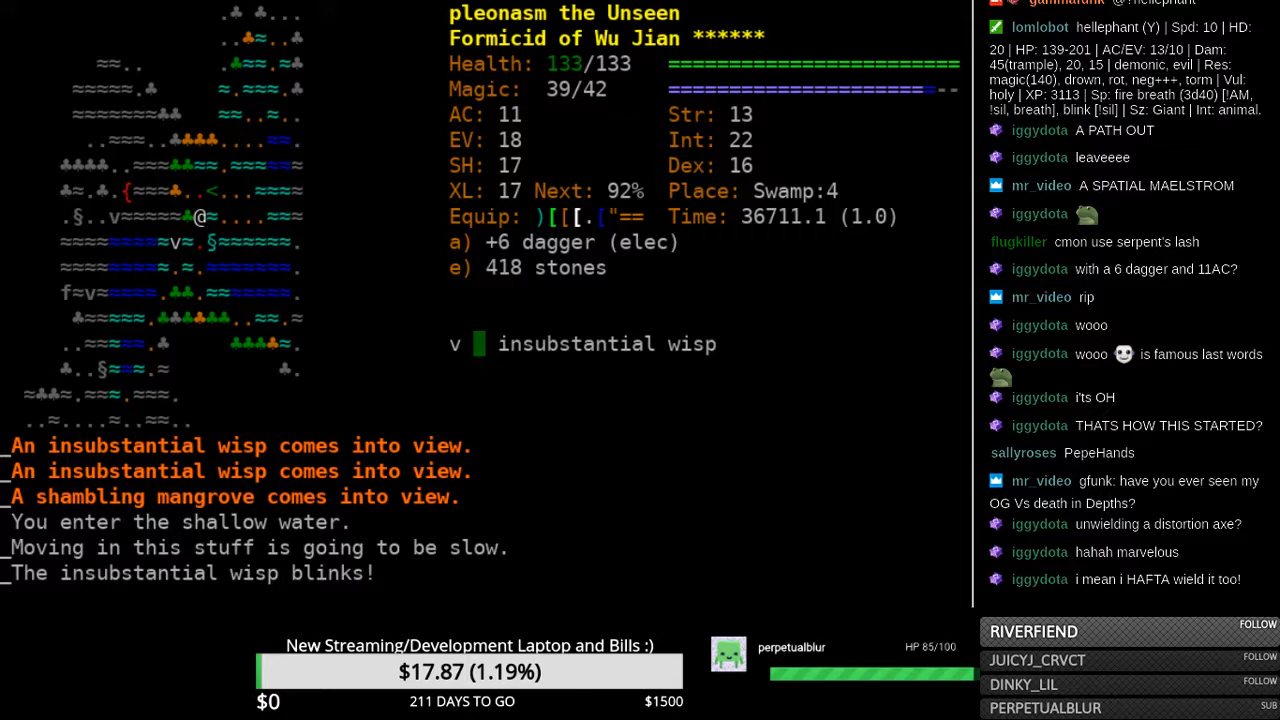 pleonasm the Unseen
Formicid of Wu Jian ******
Health: 133/133 ========================
Magic: 39/42 ======================--
AC: 11 Str: 13
EV: 18 Int: 22
SH: 17 Dex: 16
XL: 17 Next: 92% Place: Swamp:4
Equip: )[[[.["== Time: 36711.1 (1.0)
a) +6 dagger (elec)
e) 418 stones
v insubstantial wisp
_An insubstantial wisp comes into view.
_An insubstantial wisp comes into view.
_A shambling mangrove comes into view.
You enter the shallow water.
_Moving in this stuff is going to be slow.
_The insubstantial wisp blinks!
New Streaming/Development Laptop and Bills :)
$17.87 (1.19%)
$0 211 DAYS TO GO $1500
perpetualblur HP 85/100
lomlobot hellephant (Y) | Spd: 10 | HD:
20 | HP: 139-201 | AC/EV: 13/10 | Dam:
45(trample), 20, 15 | demonic, evil | Res:
magic(140), drown, rot, neg+++, torm | Vul:
holy | XP: 3113 | Sp: fire breath (3d40) [!AM,
!sil, breath], blink [!sil] | Sz: Giant | Int: animal.
iggydota A PATH OUT
iggydota leaveeee
mr_video A SPATIAL MAELSTROM
iggydota
flugkiller cmon use serpent's lash
iggydota with a 6 dagger and 11AC?
mr_video rip
iggydota wooo
iggydota wooo is famous last words
iggydota i'ts OH
iggydota THATS HOW THIS STARTED?
sallyroses PepeHands
mr_video gfunk: have you ever seen my
OG Vs death in Depths?
iggydota unwielding a distortion axe?
iggydota hahah marvelous
iggydota i mean i HAFTA wield it too!
RIVERFIEND FOLLOW
JUICYJ_CRVCT FOLLOW
DINKY_LIL FOLLOW
PERPETUALBLUR SUB